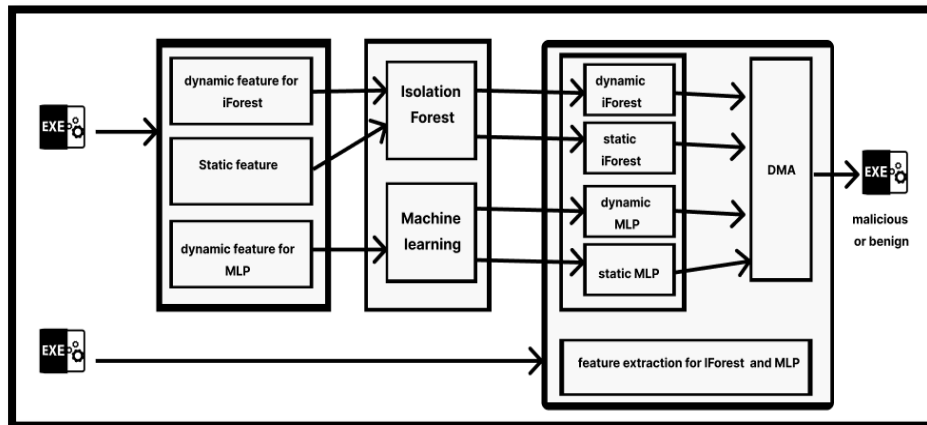 EXE
dynamic feature for
iForest
Static feature
dynamic feature for
MLP
Isolation
Forest
Machine
learning
dynamic
iForest
static
iForest
dynamic
MLP
static MLP
DMA
EXE
malicious
or benign
EXE
feature extraction for IForest and MLP